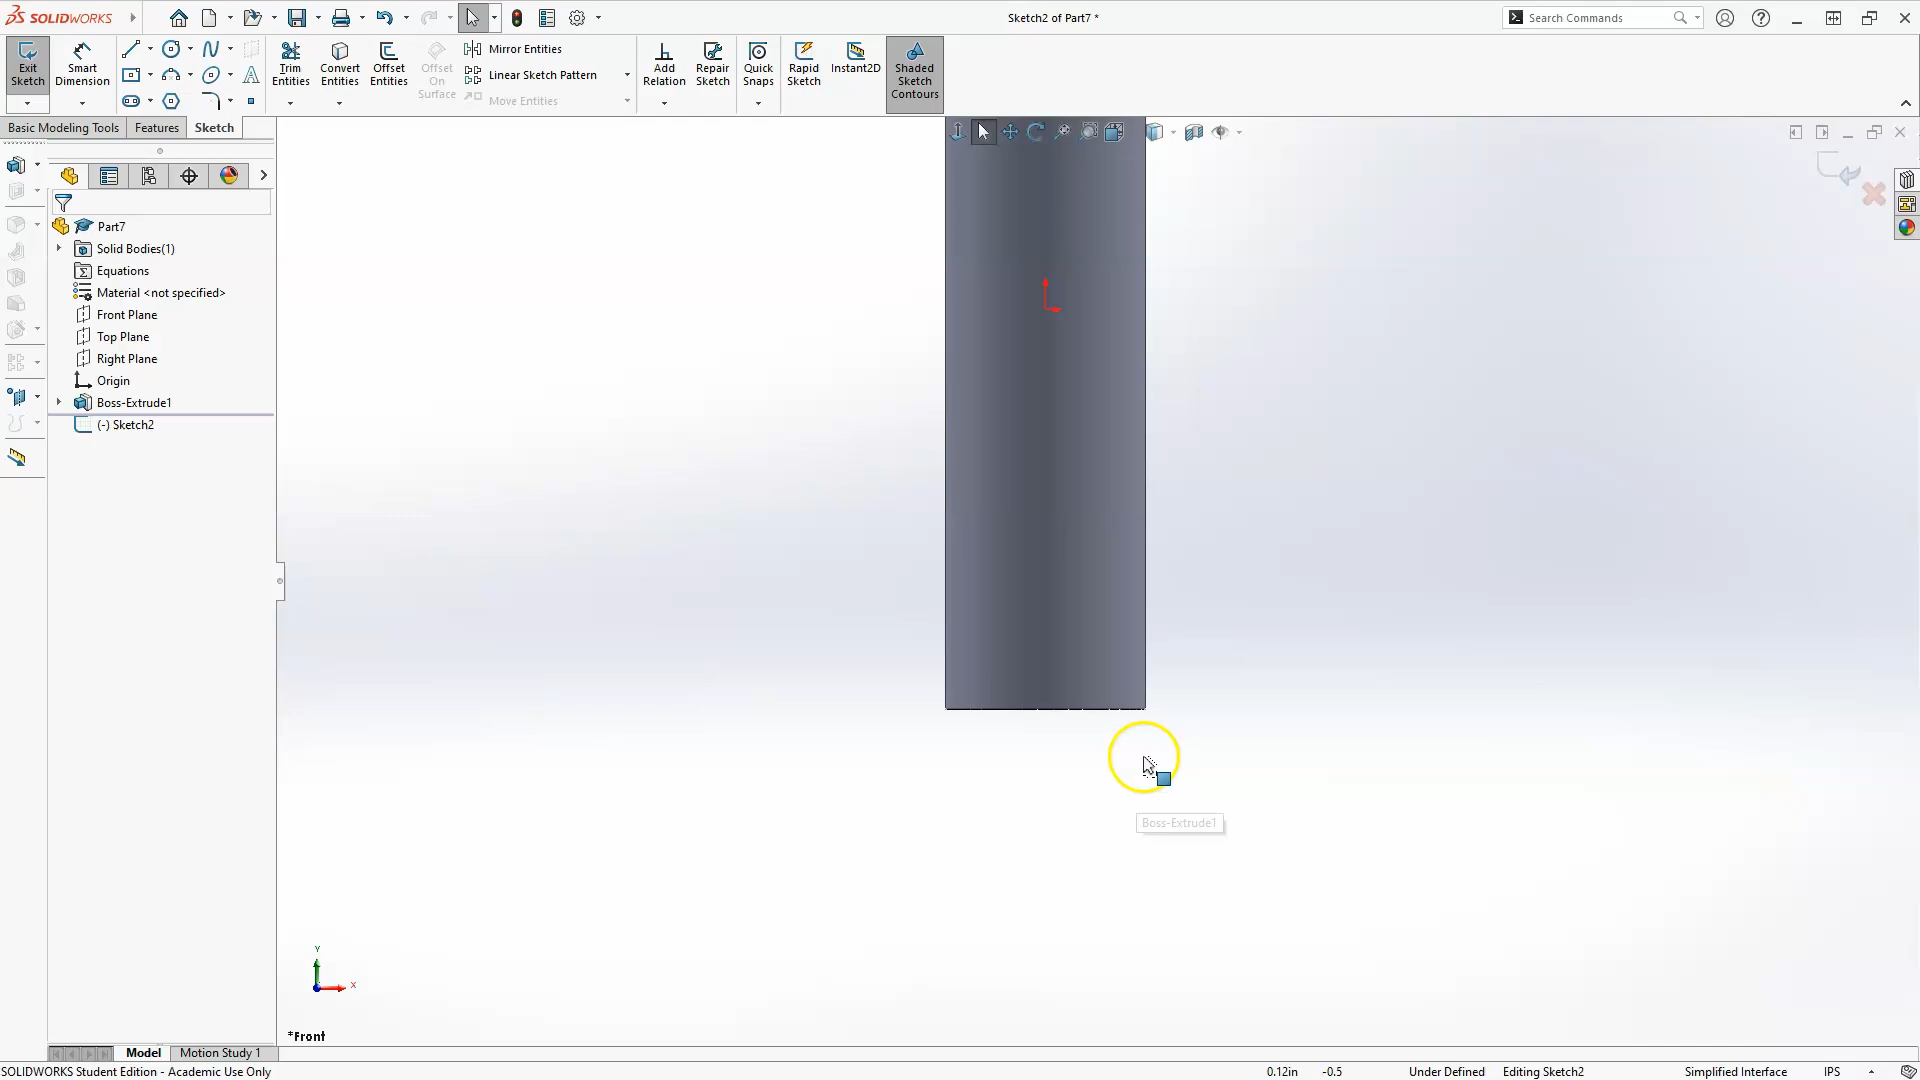 SOLIDWORKS
Sketch2 of Part7 *
Search Commands
Exit Sketch
Smart Dimension
Trim Entities
Convert Entities
Offset Entities
Offset On Surface
Mirror Entities
Linear Sketch Pattern
Move Entities
Add Relation
Repair Sketch
Quick Snaps
Rapid Sketch
Instant2D
Shaded Sketch Contours
Basic Modeling Tools
Features
Sketch
Part7
Solid Bodies(1)
Equations
Material <not specified>
Front Plane
Top Plane
Right Plane
Origin
Boss-Extrude1
(-) Sketch2
Boss-Extrude1
Y
X
*Front
Model
Motion Study 1
SOLIDWORKS Student Edition - Academic Use Only
0.12in
-0.5
Under Defined
Editing Sketch2
Simplified Interface
IPS